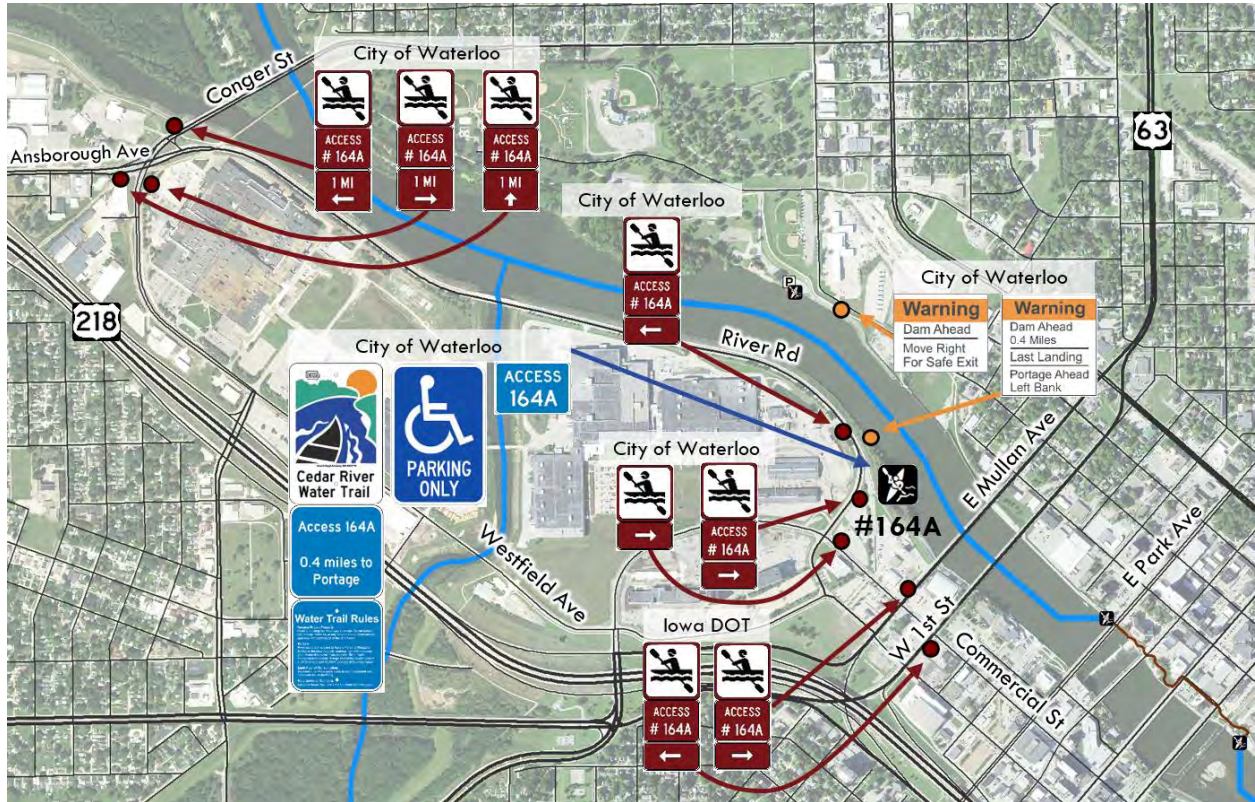 City of Waterloo
ACCESS
# 164A
1 MI
ACCESS
# 164A
1 MI
ACCESS
# 164A
1 MI
Conger St
Ansborough Ave
63
City of Waterloo
ACCESS
# 164A
P
City of Waterloo
Warning
Dam Ahead
Move Right
For Safe Exit
Warning
Dam Ahead
0.4 Miles
Last Landing
Portage Ahead
Left Bank
218
River Rd
City of Waterloo
ACCESS
164A
Cedar River
Water Trail
PARKING
ONLY
Access 164A
0.4 miles to
Portage
Water Trail Rules
City of Waterloo
ACCESS
# 164A
#164A
E Mullan Ave
E Park Ave
Westfield Ave
W 1st St
Commercial St
Iowa DOT
ACCESS
# 164A
ACCESS
# 164A